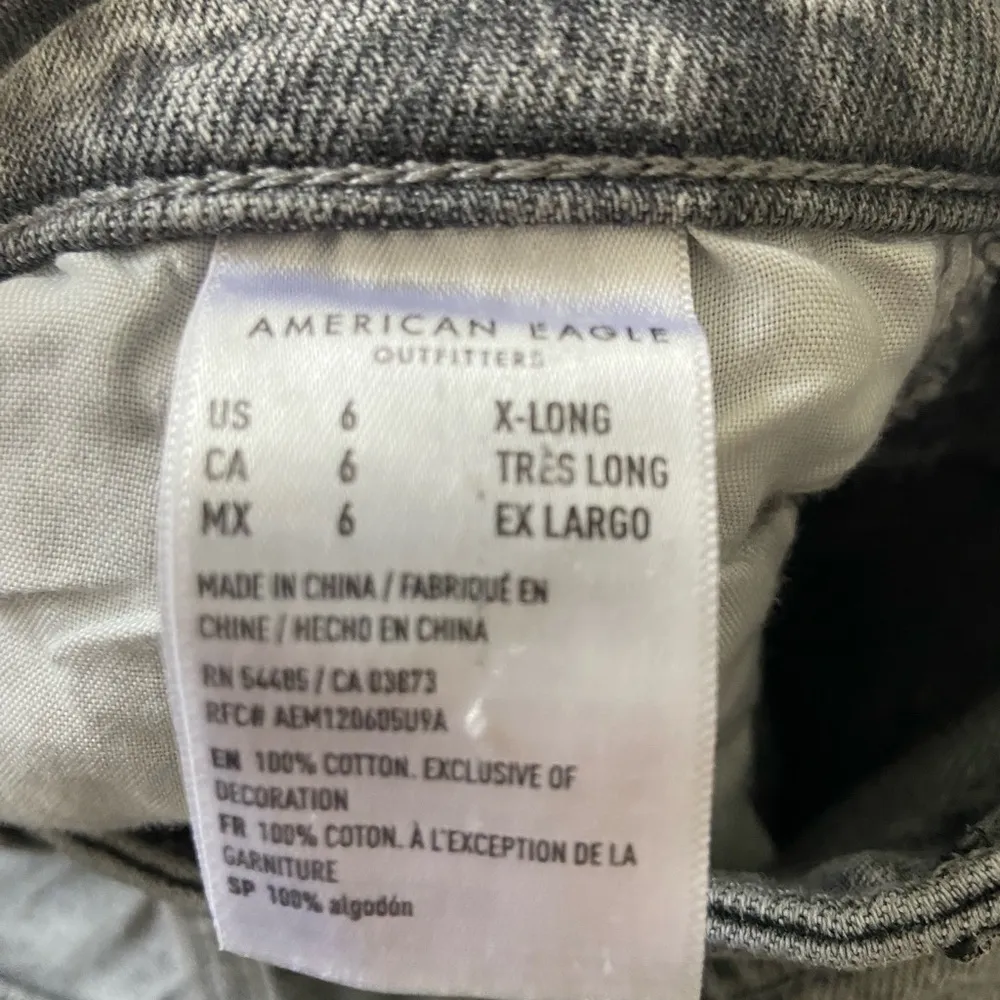 AMERICAN EAGLE
OUTFITTERS
US 6 X-LONG
CA 6 TRÈS LONG
MX 6 EX LARGO
MADE IN CHINA / FABRIQUÉ EN
CHINE / HECHO EN CHINA
RN 54485 / CA 03873
RFC# AEM120605U9A
EN 100% COTTON. EXCLUSIVE OF
DECORATION
FR 100% COTON. À L'EXCEPTION DE LA
GARNITURE
SP 100% algodón